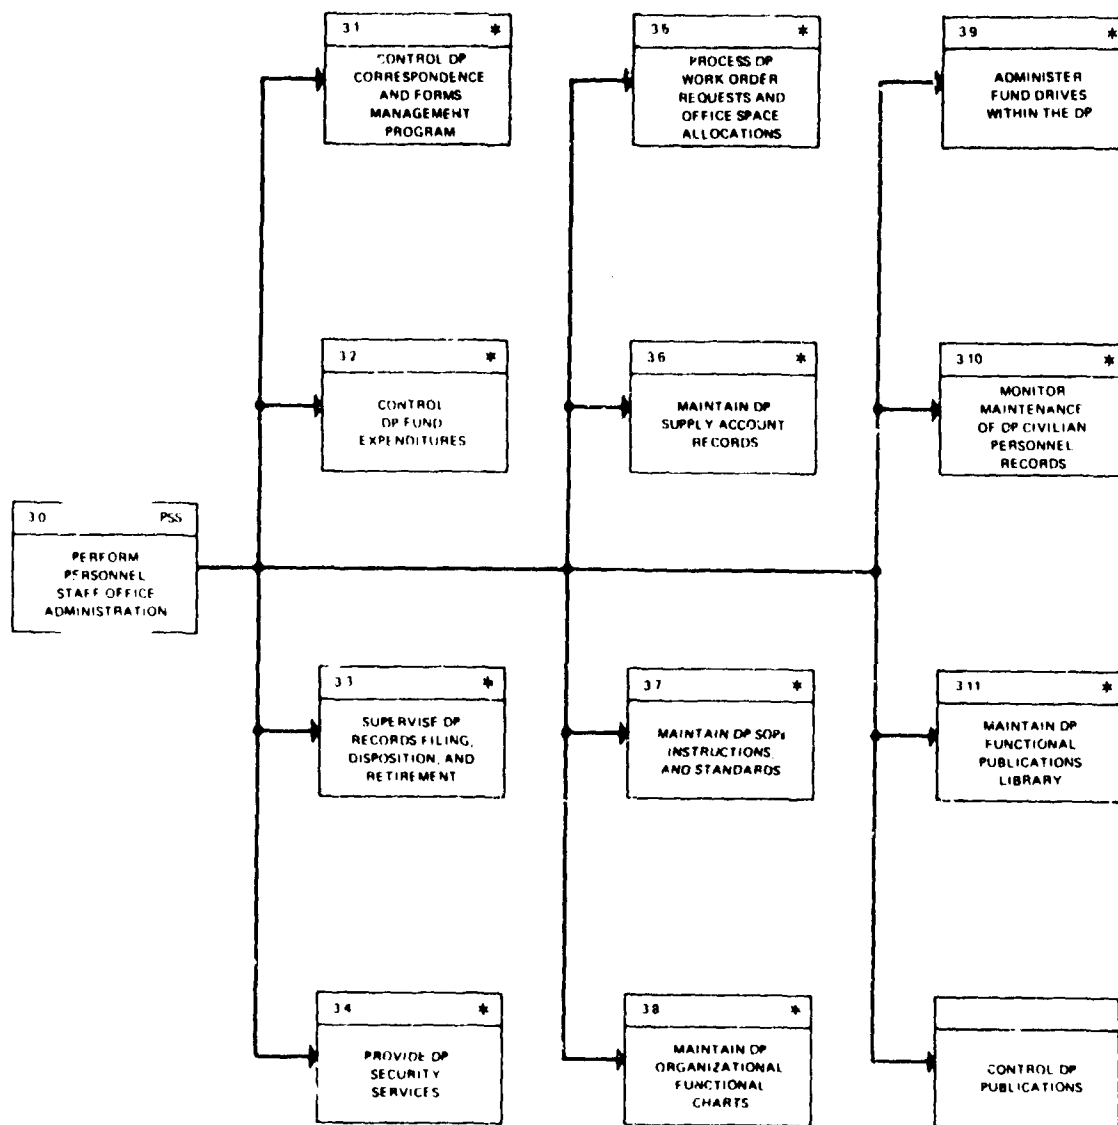 3.1 *
CONTROL DP
CORRESPONDENCE
AND FORMS
MANAGEMENT
PROGRAM
3.5 *
PROCESS DP
WORK ORDER
REQUESTS AND
OFFICE SPACE
ALLOCATIONS
3.9 *
ADMINISTER
FUND DRIVES
WITHIN THE DP
3.2 *
CONTROL
DP FUND
EXPENDITURES
3.6 *
MAINTAIN DP
SUPPLY ACCOUNT
RECORDS
3.10 *
MONITOR
MAINTENANCE
OF DP CIVILIAN
PERSONNEL
RECORDS
3.0 PSS
PERFORM
PERSONNEL
STAFF OFFICE
ADMINISTRATION
3.3 *
SUPERVISE DP
RECORDS FILING,
DISPOSITION, AND
RETIREMENT
3.7 *
MAINTAIN DP SOPs
INSTRUCTIONS,
AND STANDARDS
3.11 *
MAINTAIN DP
FUNCTIONAL
PUBLICATIONS
LIBRARY
3.4 *
PROVIDE DP
SECURITY
SERVICES
3.8 *
MAINTAIN DP
ORGANIZATIONAL
FUNCTIONAL
CHARTS
CONTROL DP
PUBLICATIONS